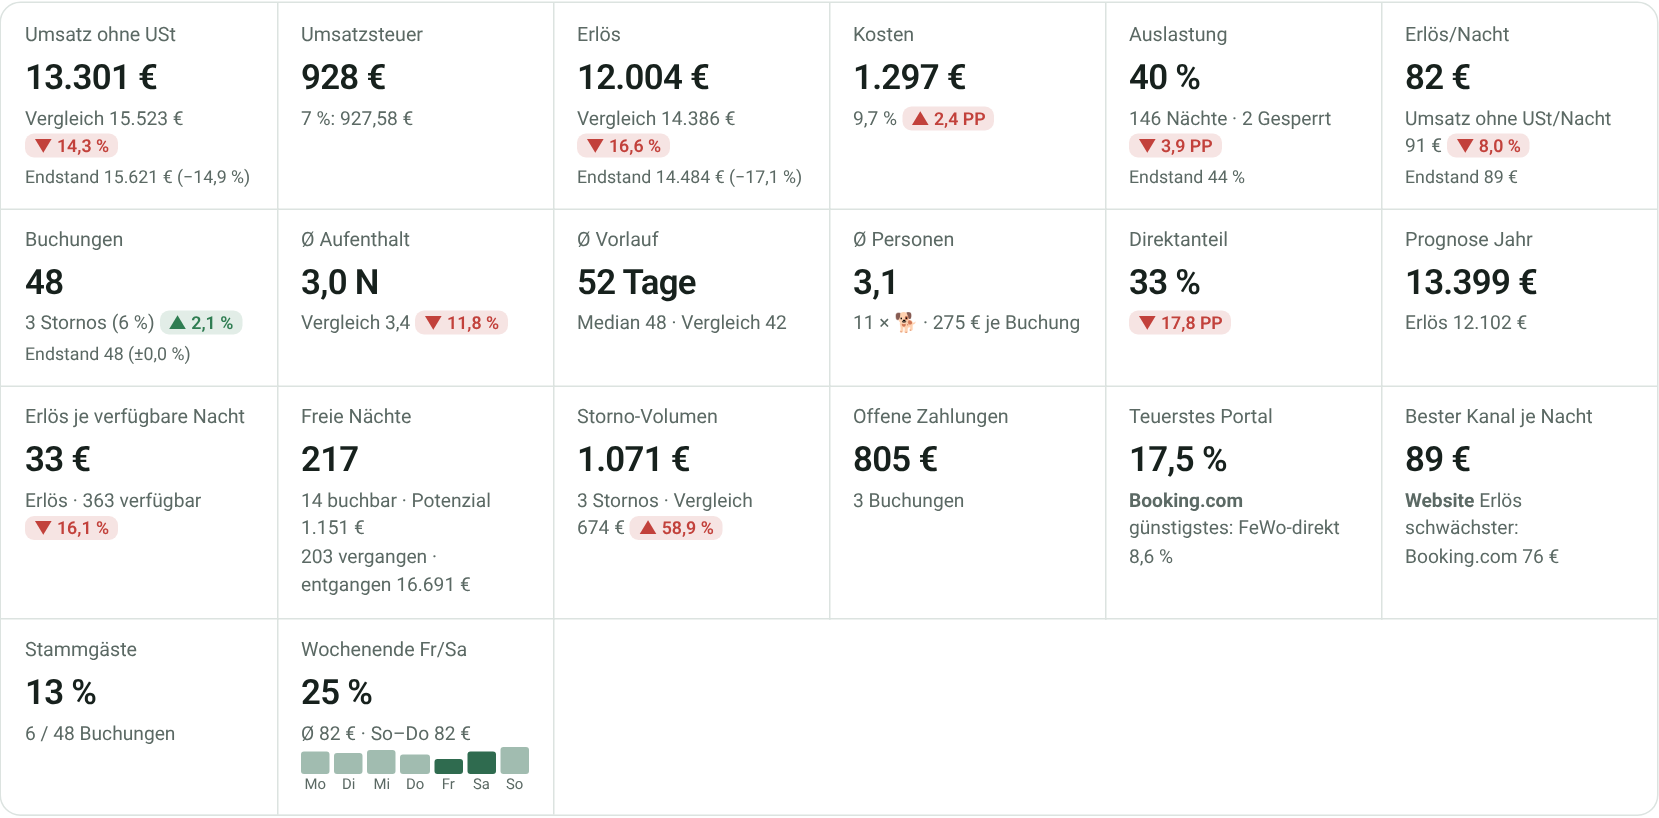 Umsatz ohne USt
13.301 €
Vergleich 15.523 €
▼ 14,3 %
Endstand 15.621 € (−14,9 %)
Umsatzsteuer
928 €
7 %: 927,58 €
Erlös
12.004 €
Vergleich 14.386 €
▼ 16,6 %
Endstand 14.484 € (−17,1 %)
Kosten
1.297 €
9,7 % ▲ 2,4 PP
Auslastung
40 %
146 Nächte · 2 Gesperrt
▼ 3,9 PP
Endstand 44 %
Erlös/Nacht
82 €
Umsatz ohne USt/Nacht
91 € ▼ 8,0 %
Endstand 89 €
Buchungen
48
3 Stornos (6 %) ▲ 2,1 %
Endstand 48 (±0,0 %)
Ø Aufenthalt
3,0 N
Vergleich 3,4 ▼ 11,8 %
Ø Vorlauf
52 Tage
Median 48 · Vergleich 42
Ø Personen
3,1
11 × 🐕 · 275 € je Buchung
Direktanteil
33 %
▼ 17,8 PP
Prognose Jahr
13.399 €
Erlös 12.102 €
Erlös je verfügbare Nacht
33 €
Erlös · 363 verfügbar
▼ 16,1 %
Freie Nächte
217
14 buchbar · Potenzial
1.151 €
203 vergangen ·
entgangen 16.691 €
Storno-Volumen
1.071 €
3 Stornos · Vergleich
674 € ▲ 58,9 %
Offene Zahlungen
805 €
3 Buchungen
Teuerstes Portal
17,5 %
Booking.com
günstigstes: FeWo-direkt
8,6 %
Bester Kanal je Nacht
89 €
Website Erlös
schwächster:
Booking.com 76 €
Stammgäste
13 %
6 / 48 Buchungen
Wochenende Fr/Sa
25 %
Ø 82 € · So–Do 82 €
Mo Di Mi Do Fr Sa So